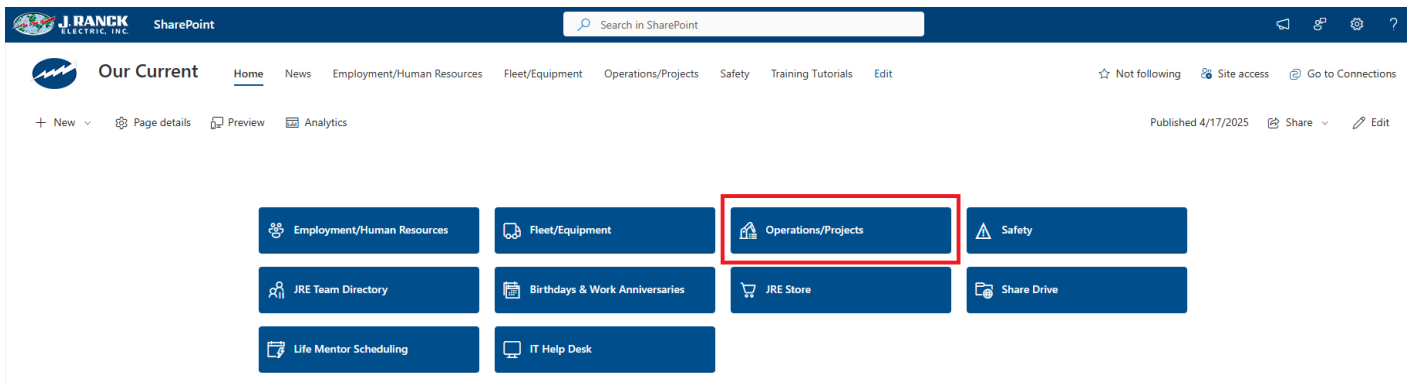 J. RANCK
ELECTRIC, INC.
SharePoint
Search in SharePoint
?
Our Current
Home News Employment/Human Resources Fleet/Equipment Operations/Projects Safety Training Tutorials Edit
Not following Site access Go to Connections
+ New Page details Preview Analytics
Published 4/17/2025 Share Edit
Employment/Human Resources Fleet/Equipment Operations/Projects Safety
JRE Team Directory Birthdays & Work Anniversaries JRE Store Share Drive
Life Mentor Scheduling IT Help Desk